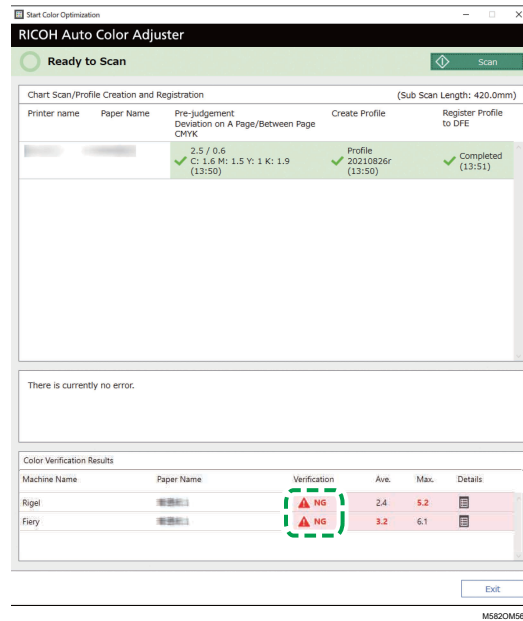 Start Color Optimization
RICOH Auto Color Adjuster
Ready to Scan
Scan
Chart Scan/Profile Creation and Registration (Sub Scan Length: 420.0mm)
Printer name Paper Name Pre-judgement Create Profile Register Profile
Deviation on A Page/Between Page to DFE
CMYK
2.5 / 0.6 Profile
C: 1.6 M: 1.5 Y: 1 K: 1.9 20210826r Completed
(13:50) (13:50) (13:51)
There is currently no error.
Color Verification Results
Machine Name Paper Name Verification Ave. Max. Details
Rigel NG 2.4 5.2
Fiery NG 3.2 6.1
Exit
M582OM56